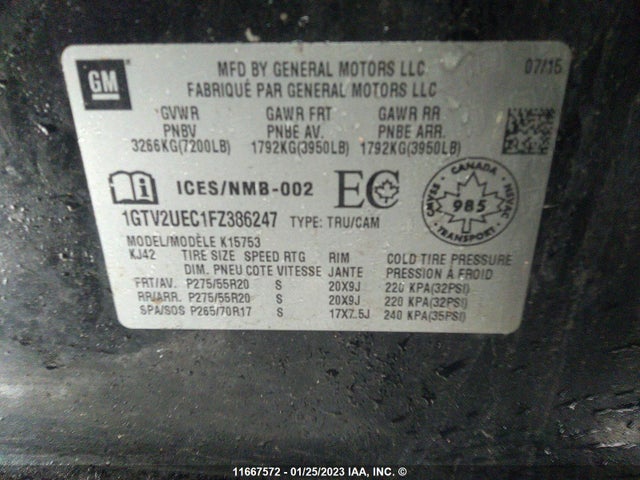 GM
MFD BY GENERAL MOTORS LLC 07/15
FABRIQUÉ PAR GENERAL MOTORS LLC
GVWR GAWR FRT GAWR RR
PNBV PNBE AV. PNBE ARR.
3266KG(7200LB) 1792KG(3950LB) 1792KG(3950LB)
i ICES/NMB-002 EC
CANADA
CMVSS 985 NSVAC
1GTV2UEC1FZ386247 TYPE: TRU/CAM
MODEL/MODÈLE K15753
KJ42 TIRE SIZE SPEED RTG RIM COLD TIRE PRESSURE
DIM. PNEU COTE VITESSE JANTE PRESSION À FROID
FRT/AV. P275/55R20 S 20X9J 220 KPA(32PSI)
RR/ARR. P275/55R20 S 20X9J 220 KPA(32PSI)
SPA/SOS P265/70R17 S 17X7.5J 240 KPA(35PSI)
11667572 - 01/25/2023 IAA, INC. ©